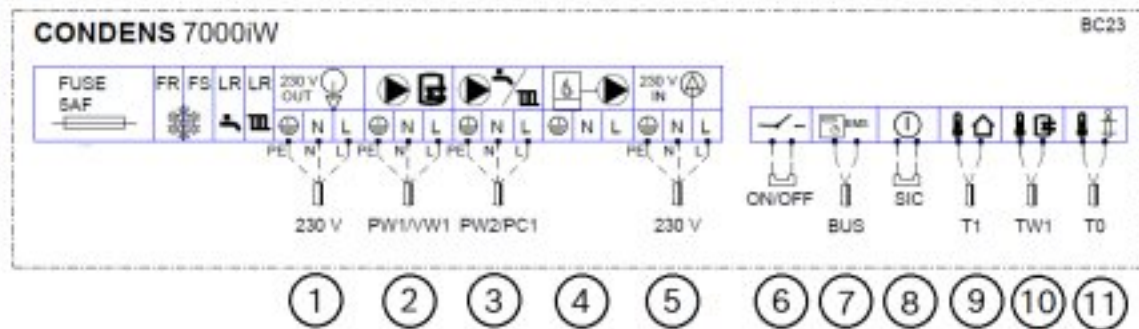 CONDENS 7000iW BC23
FUSE FR FS LR LR 230 V 230 V
5AF OUT IN
N L N L N L N L N L BMS
PE N L PE N L PE N L PE N L
ON/OFF BUS SIC T1 TW1 T0
230 V PW1/VW1 PW2/PC1 230 V
1 2 3 4 5 6 7 8 9 10 11